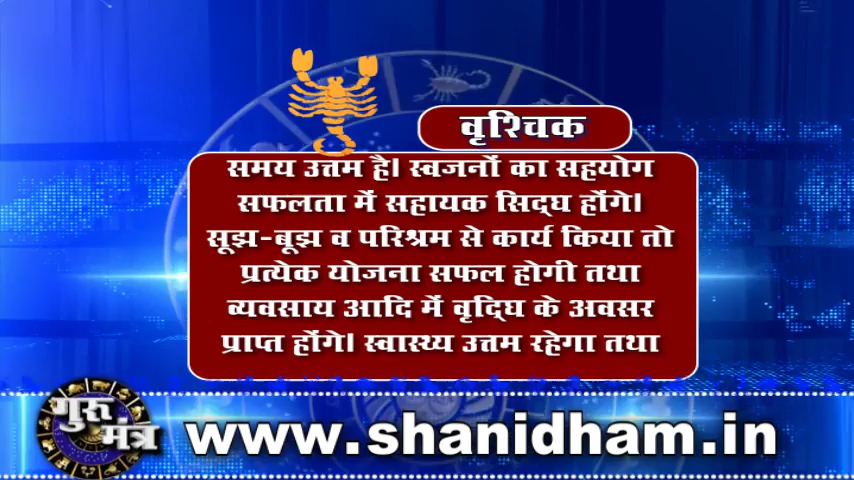 वृश्चिक
समय उत्तम है। स्वजनों का सहयोग
सफलता में सहायक सिद्घ होंगे।
सूझ-बूझ व परिश्रम से कार्य किया तो
प्रत्येक योजना सफल होगी तथा
व्यवसाय आदि में वृद्घि के अवसर
प्राप्त होंगे। स्वास्थ्य उत्तम रहेगा तथा
गुरु
मंत्र
www.shanidham.in